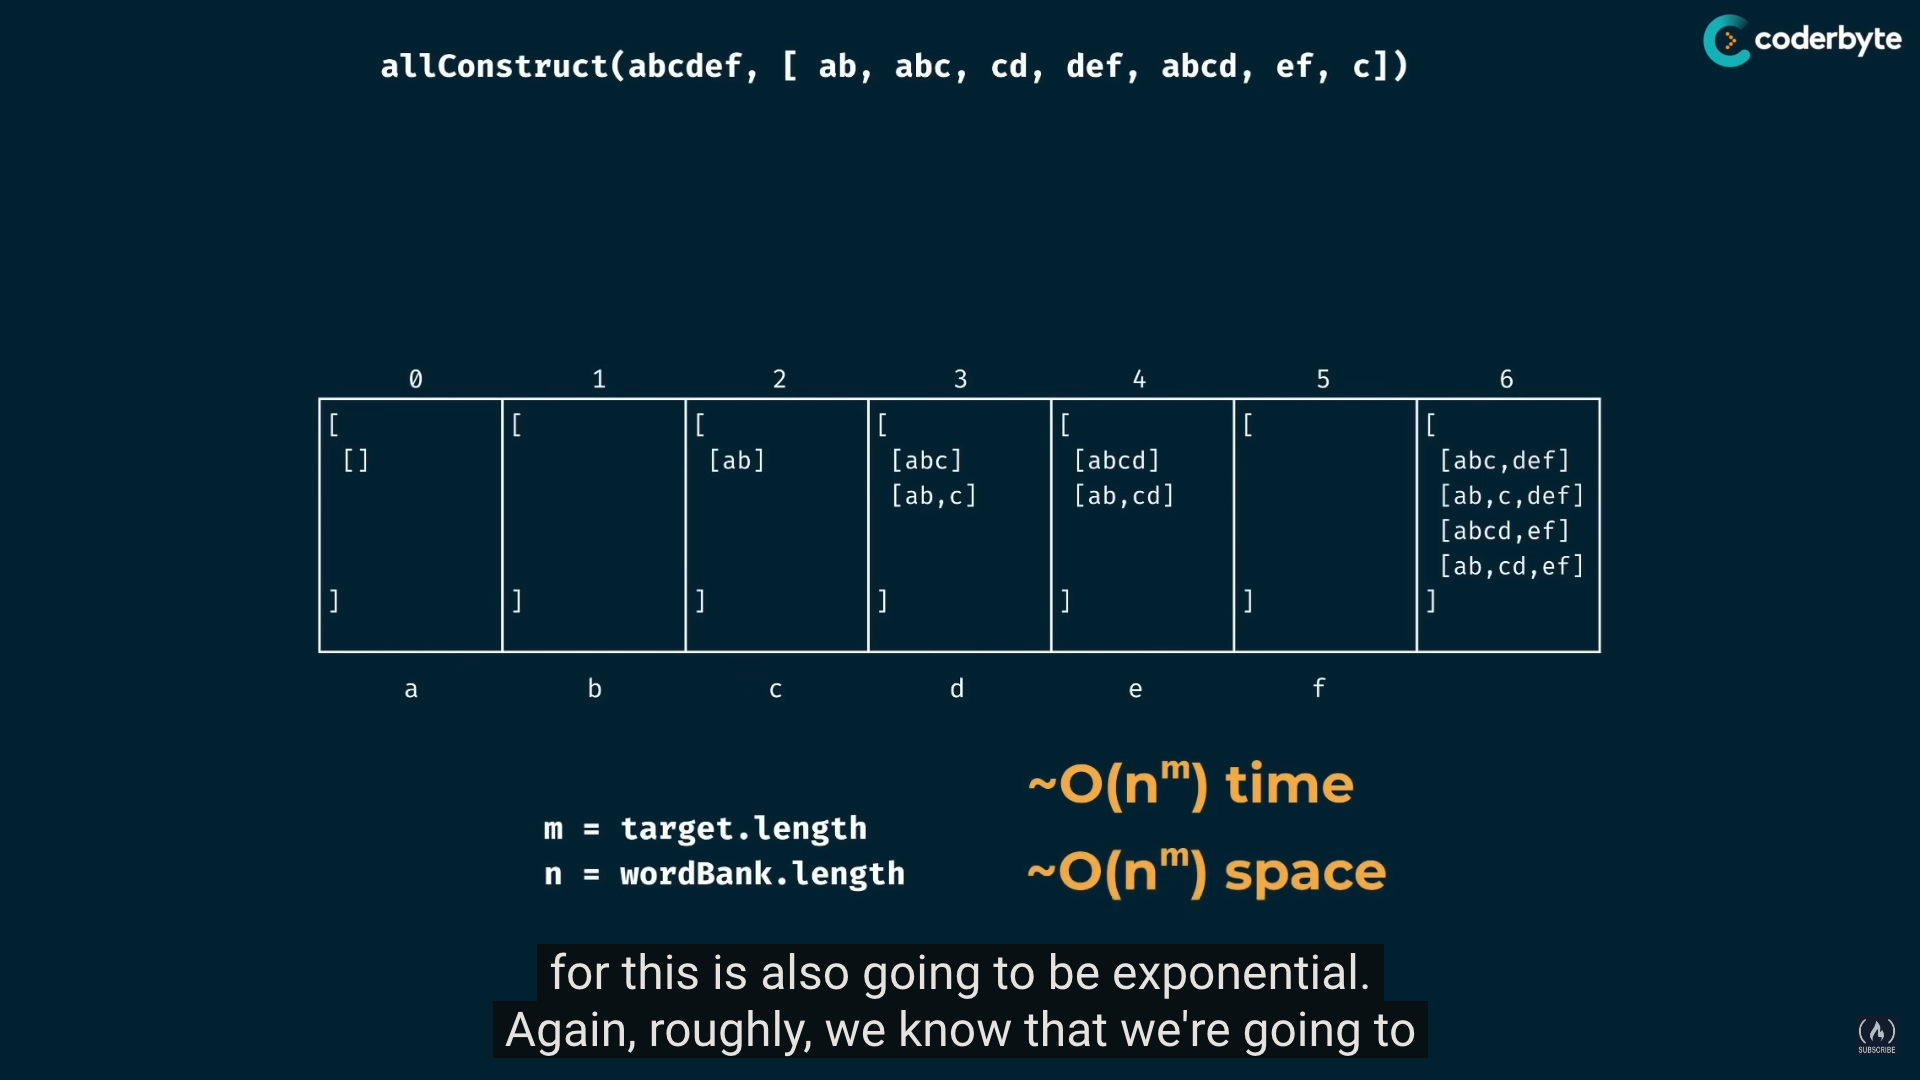 coderbyte
allConstruct(abcdef, [ ab, abc, cd, def, abcd, ef, c])
0 1 2 3 4 5 6
[ [ [ [ [ [ [
[] [ab] [abc] [abcd] [abc,def]
[ab,c] [ab,cd] [ab,c,def]
[abcd,ef]
[ab,cd,ef]
] ] ] ] ] ] ]
a b c d e f
~O(n^m) time
m = target.length
n = wordBank.length
~O(n^m) space
for this is also going to be exponential.
Again, roughly, we know that we're going to
SUBSCRIBE